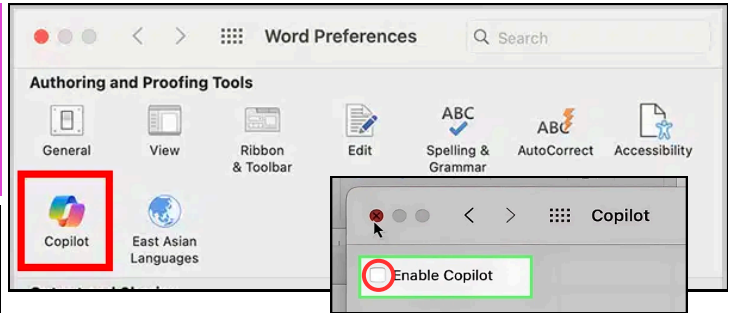 Word Preferences
Search
Authoring and Proofing Tools
General
View
Ribbon
& Toolbar
Edit
ABC
Spelling &
Grammar
ABC
AutoCorrect
Accessibility
Copilot
East Asian
Languages
Copilot
Enable Copilot